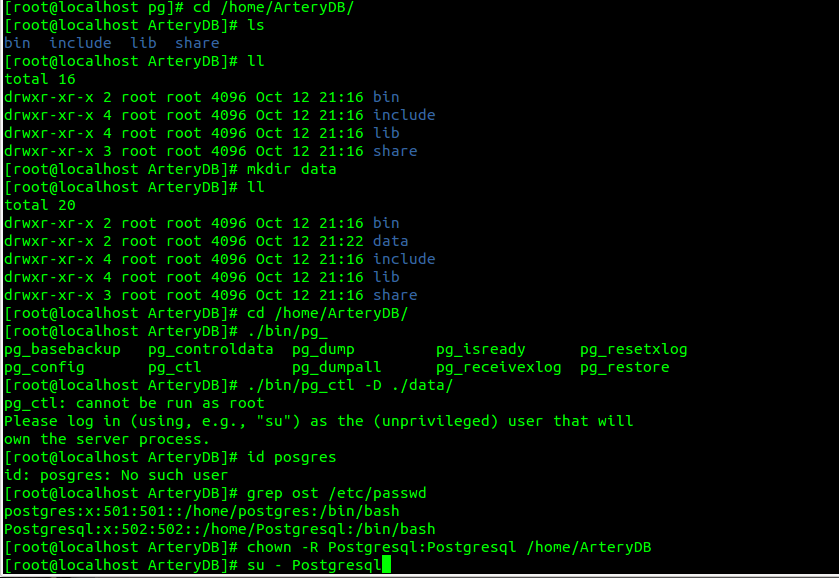 [root@localhost pg]# cd /home/ArteryDB/
[root@localhost ArteryDB]# ls
bin  include  lib  share
[root@localhost ArteryDB]# ll
total 16
drwxr-xr-x 2 root root 4096 Oct 12 21:16 bin
drwxr-xr-x 4 root root 4096 Oct 12 21:16 include
drwxr-xr-x 4 root root 4096 Oct 12 21:16 lib
drwxr-xr-x 3 root root 4096 Oct 12 21:16 share
[root@localhost ArteryDB]# mkdir data
[root@localhost ArteryDB]# ll
total 20
drwxr-xr-x 2 root root 4096 Oct 12 21:16 bin
drwxr-xr-x 2 root root 4096 Oct 12 21:22 data
drwxr-xr-x 4 root root 4096 Oct 12 21:16 include
drwxr-xr-x 4 root root 4096 Oct 12 21:16 lib
drwxr-xr-x 3 root root 4096 Oct 12 21:16 share
[root@localhost ArteryDB]# cd /home/ArteryDB/
[root@localhost ArteryDB]# ./bin/pg_
pg_basebackup   pg_controldata  pg_dump         pg_isready      pg_resetxlog
pg_config       pg_ctl          pg_dumpall      pg_receivexlog  pg_restore
[root@localhost ArteryDB]# ./bin/pg_ctl -D ./data/
pg_ctl: cannot be run as root
Please log in (using, e.g., "su") as the (unprivileged) user that will
own the server process.
[root@localhost ArteryDB]# id posgres
id: posgres: No such user
[root@localhost ArteryDB]# grep ost /etc/passwd
postgres:x:501:501::/home/postgres:/bin/bash
Postgresql:x:502:502::/home/Postgresql:/bin/bash
[root@localhost ArteryDB]# chown -R Postgresql:Postgresql /home/ArteryDB
[root@localhost ArteryDB]# su - Postgresql